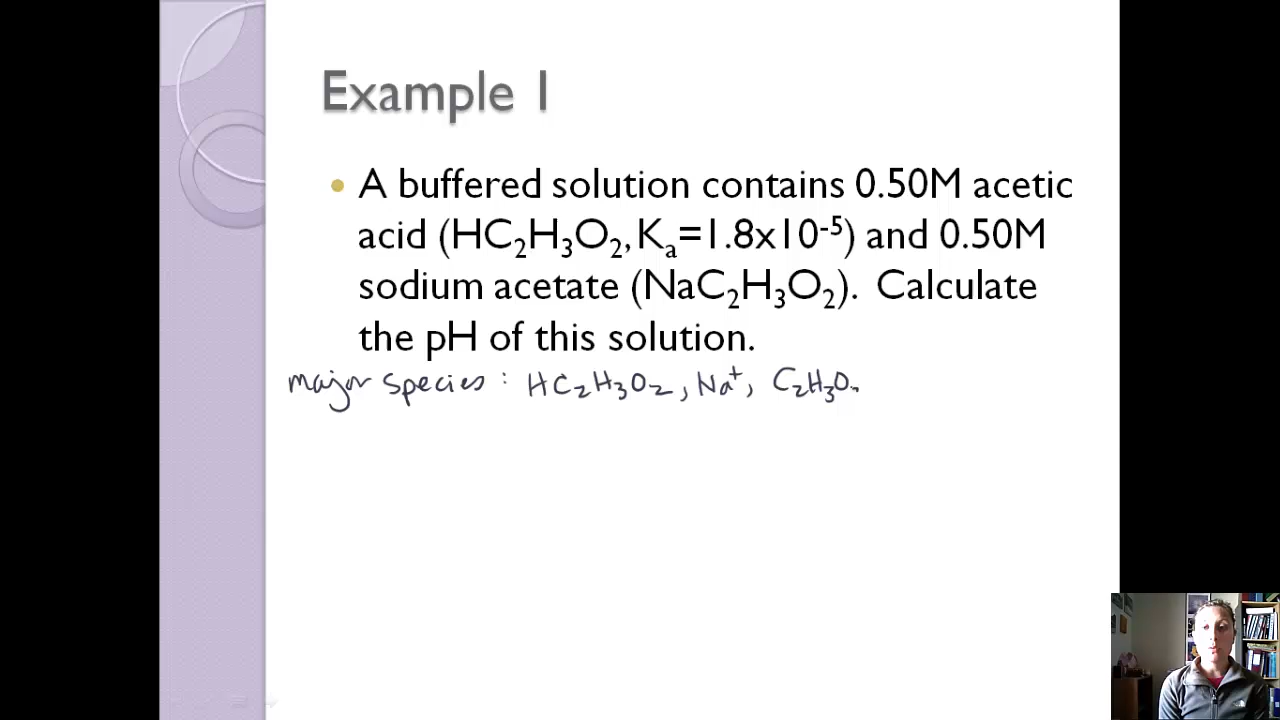 Example 1
• A buffered solution contains 0.50M acetic
acid (HC₂H₃O₂, Kₐ=1.8x10⁻⁵) and 0.50M
sodium acetate (NaC₂H₃O₂). Calculate
the pH of this solution.
major species : HC₂H₃O₂, Na⁺, C₂H₃O